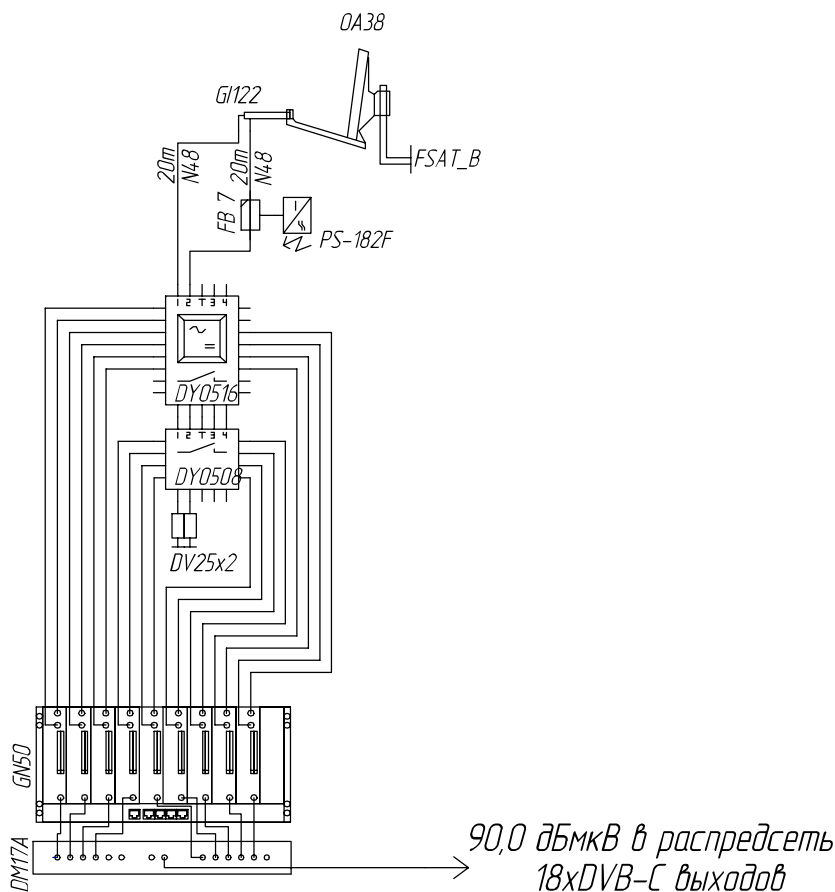 OA38
GI122
FSAT_B
20m
N48
20m
N48
FB 7
PS-182F
1 2 T 3 4
DY0516
1 2 T 3 4
DY0508
DV25x2
GN50
DM17A
90,0 дБмкВ в распредсеть
18xDVB-C выходов